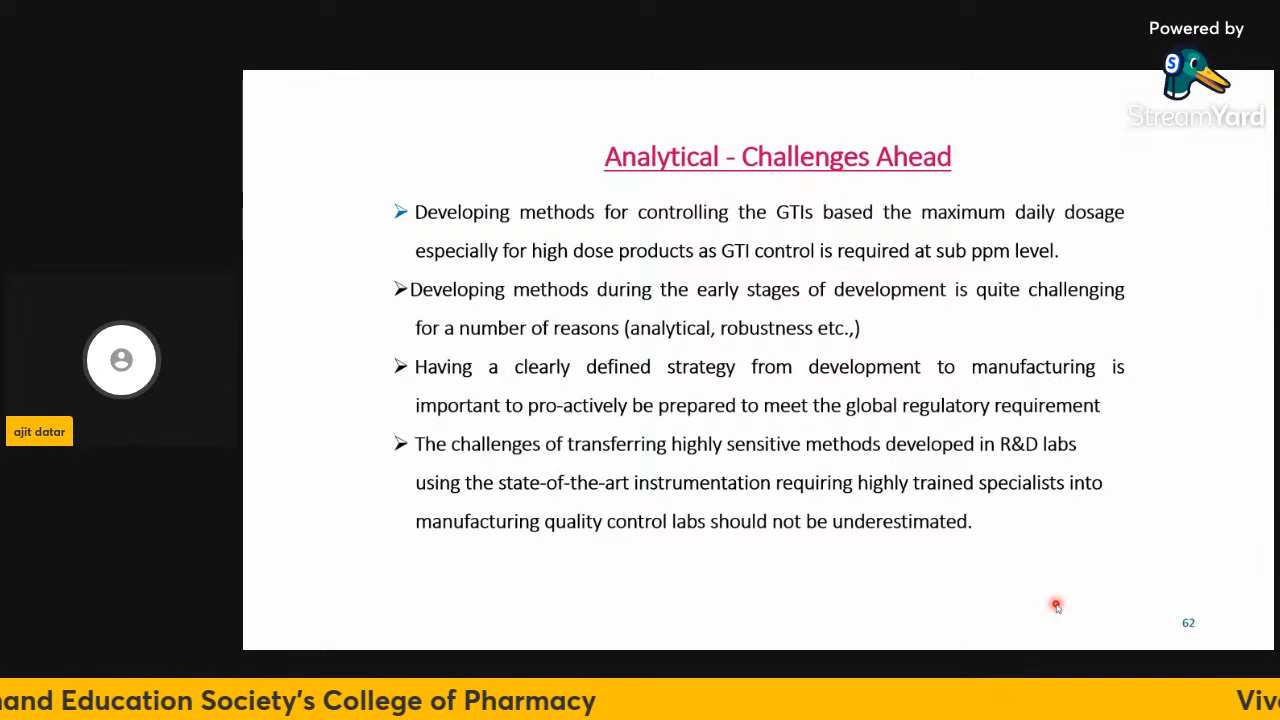 Powered by
S
StreamYard
Analytical - Challenges Ahead
➢ Developing methods for controlling the GTIs based the maximum daily dosage
especially for high dose products as GTI control is required at sub ppm level.
➢Developing methods during the early stages of development is quite challenging
for a number of reasons (analytical, robustness etc.,)
➢ Having a clearly defined strategy from development to manufacturing is
important to pro-actively be prepared to meet the global regulatory requirement
➢ The challenges of transferring highly sensitive methods developed in R&D labs
using the state-of-the-art instrumentation requiring highly trained specialists into
manufacturing quality control labs should not be underestimated.
ajit datar
62
nand Education Society's College of Pharmacy
Viv